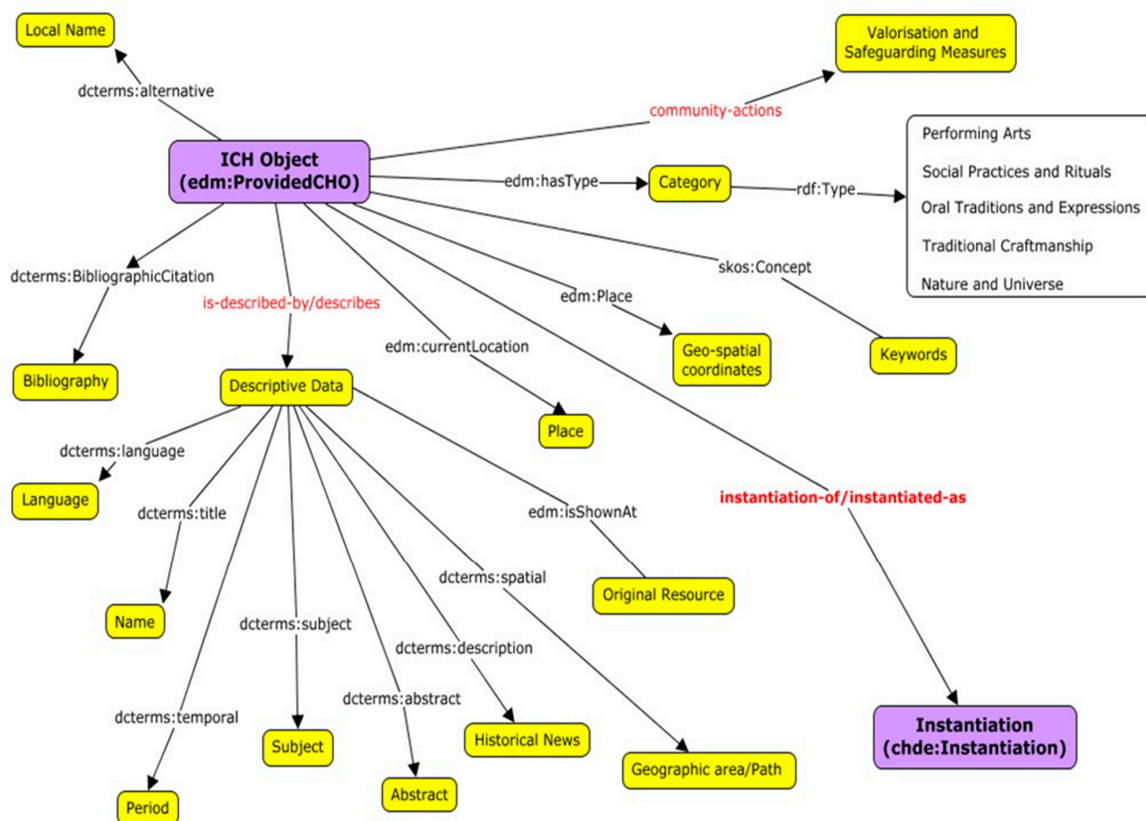 Local Name
Valorisation and
Safeguarding Measures
dcterms:alternative
community-actions
ICH Object
(edm:ProvidedCHO)
edm:hasType
Category
rdf:Type
Performing Arts
Social Practices and Rituals
Oral Traditions and Expressions
Traditional Craftmanship
Nature and Universe
dcterms:BibliographicCitation
is-described-by/describes
skos:Concept
edm:Place
edm:currentLocation
Geo-spatial
coordinates
Keywords
Bibliography
Descriptive Data
Place
dcterms:language
Language
dcterms:title
edm:isShownAt
instantiation-of/instantiated-as
dcterms:spatial
Original Resource
Name
dcterms:subject
dcterms:description
dcterms:abstract
dcterms:temporal
Subject
Historical News
Geographic area/Path
Instantiation
(chde:Instantiation)
Abstract
Period